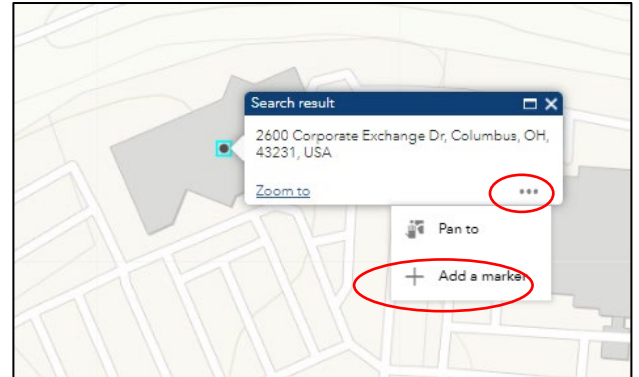 Search result
2600 Corporate Exchange Dr, Columbus, OH,
43231, USA
Zoom to
Pan to
Add a marker